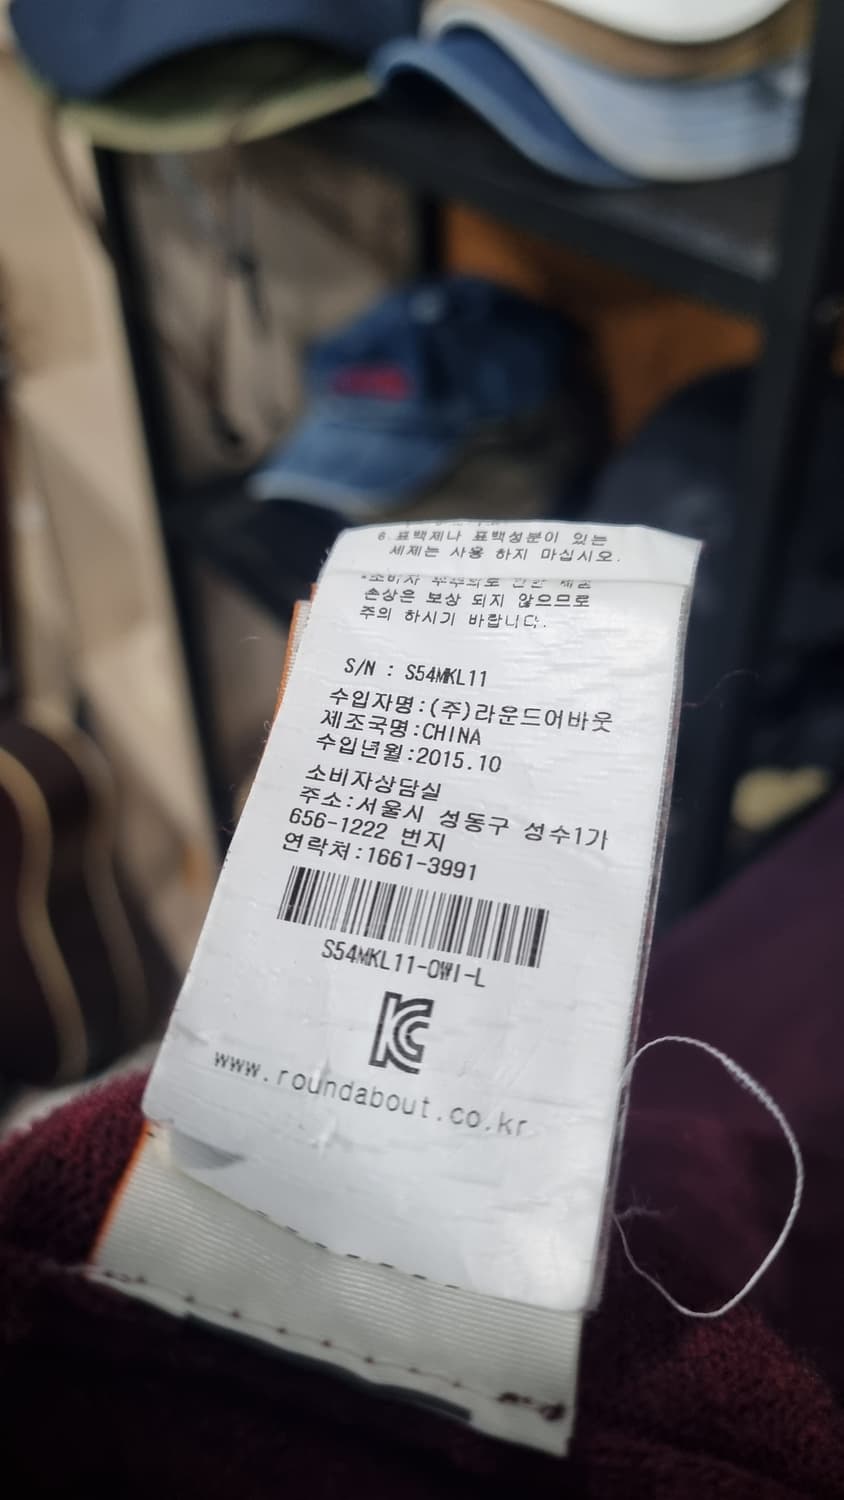 6.표백제나 표백성분이 있는
세제는 사용 하지 마십시오.
손상은 보상 되지 않으므로
주의 하시기 바랍니다.
S/N : S54MKL11
수입자명:(주)라운드어바웃
제조국명:CHINA
수입년월:2015.10
소비자상담실
주소:서울시 성동구 성수1가
656-1222 번지
연락처:1661-3991
S54MKL11-OWI-L
KC
www.roundabout.co.kr